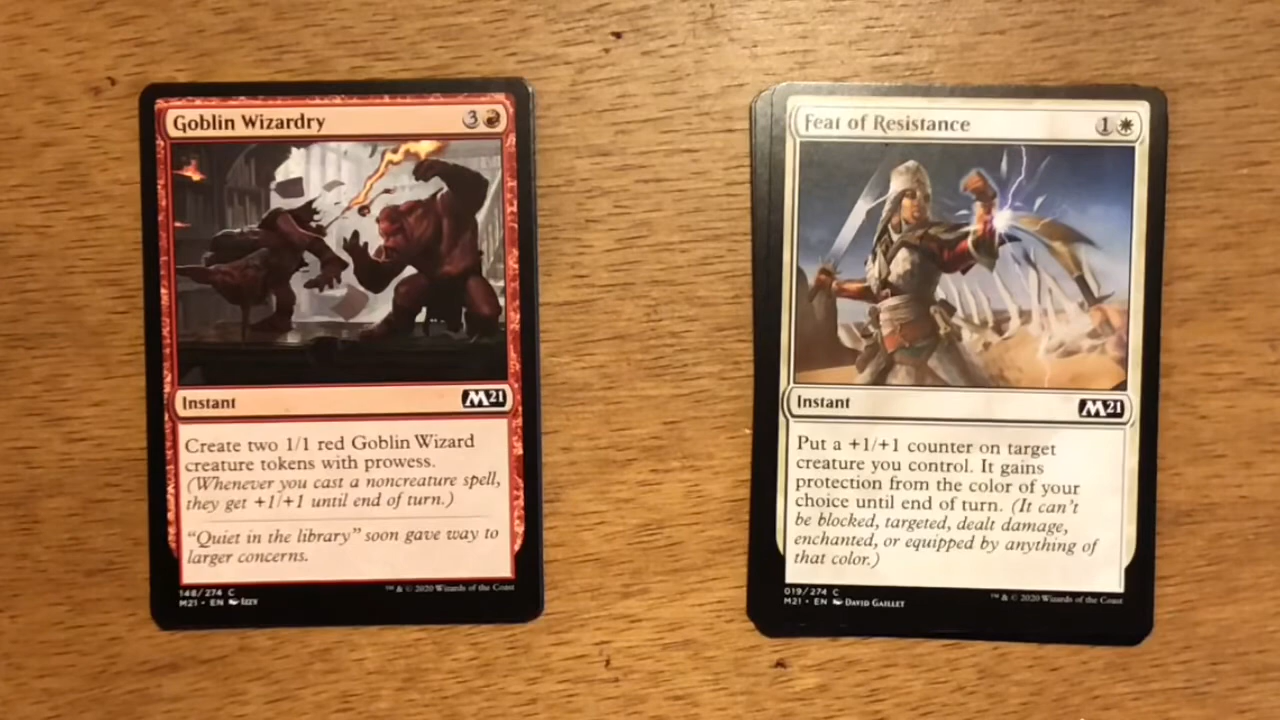 Goblin Wizardry 3
Instant M21
Create two 1/1 red Goblin Wizard
creature tokens with prowess.
(Whenever you cast a noncreature spell,
they get +1/+1 until end of turn.)
"Quiet in the library" soon gave way to
larger concerns.
148/274 C
M21 • EN Izzy
™ & © 2020 Wizards of the Coast
Feat of Resistance 1
Instant M21
Put a +1/+1 counter on target
creature you control. It gains
protection from the color of your
choice until end of turn. (It can't
be blocked, targeted, dealt damage,
enchanted, or equipped by anything of
that color.)
019/274 C
M21 • EN David Gaillet
™ & © 2020 Wizards of the Coast